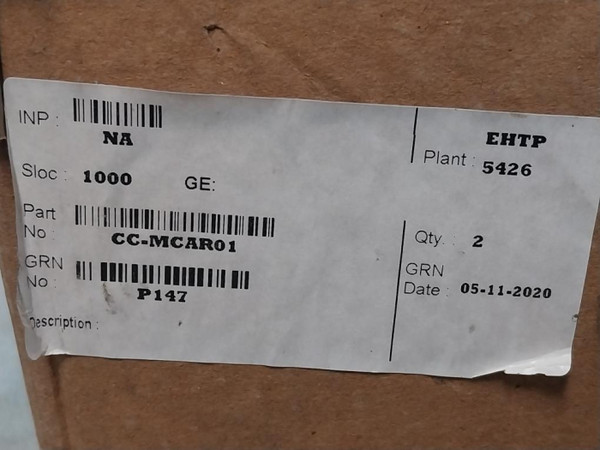 INP : NA
EHTP
Plant : 5426
Sloc : 1000 GE:
Part No : CC-MCAR01
Qty. : 2
GRN No : P147
GRN Date : 05-11-2020
Description :